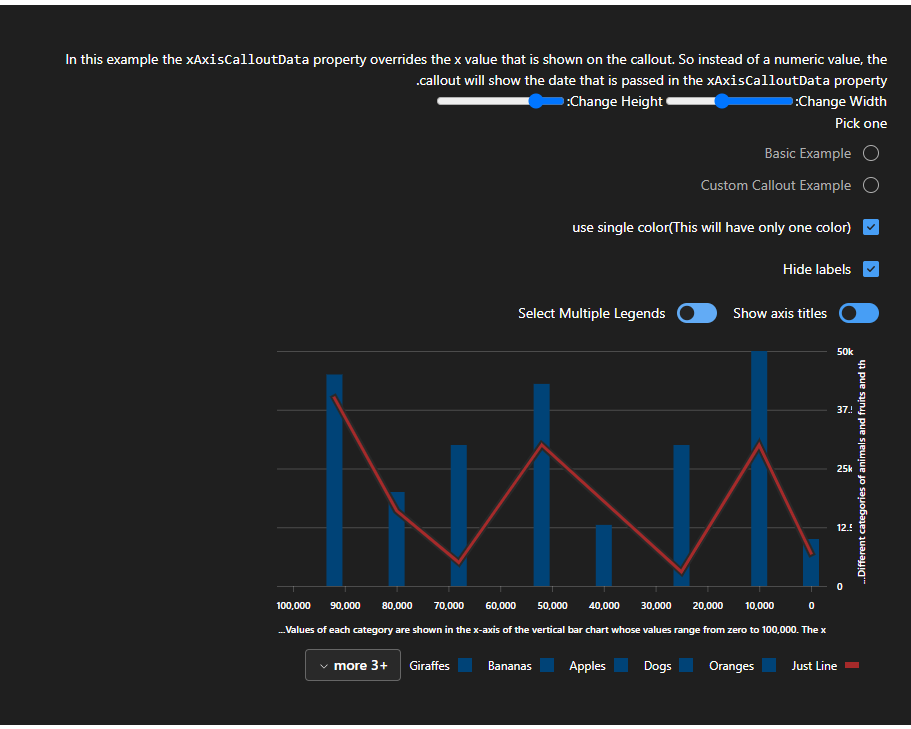 In this example the xAxisCalloutData property overrides the x value that is shown on the callout. So instead of a numeric value, the
.callout will show the date that is passed in the xAxisCalloutData property
:Change Width
:Change Height
Pick one
Basic Example
Custom Callout Example
use single color(This will have only one color)
Hide labels
Show axis titles
Select Multiple Legends
50k
37.5
25k
12.5
0
...Different categories of animals and fruits and th
100,000 90,000 80,000 70,000 60,000 50,000 40,000 30,000 20,000 10,000 0
...Values of each category are shown in the x-axis of the vertical bar chart whose values range from zero to 100,000. The x
Just Line
Oranges
Dogs
Apples
Bananas
Giraffes
more 3+